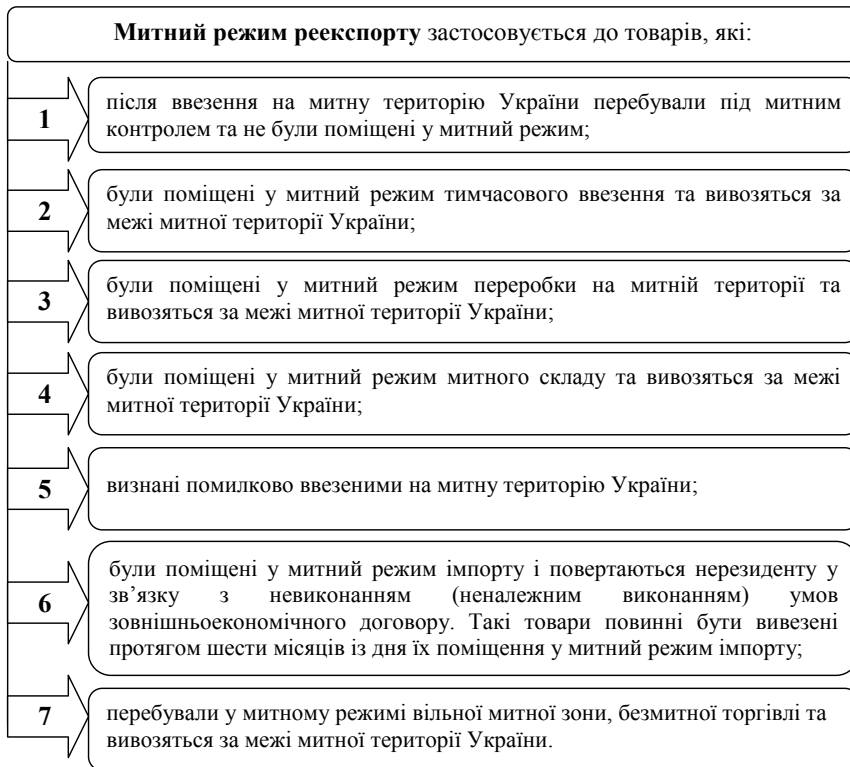 Митний режим реекспорту застосовується до товарів, які:
1
після ввезення на митну територію України перебували під митним
контролем та не були поміщені у митний режим;
2
були поміщені у митний режим тимчасового ввезення та вивозяться за
межі митної території України;
3
були поміщені у митний режим переробки на митній території та
вивозяться за межі митної території України;
4
були поміщені у митний режим митного складу та вивозяться за межі
митної території України;
5
визнані помилково ввезеними на митну територію України;
6
були поміщені у митний режим імпорту і повертаються нерезиденту у
зв’язку з невиконанням (неналежним виконанням) умов
зовнішньоекономічного договору. Такі товари повинні бути вивезені
протягом шести місяців із дня їх поміщення у митний режим імпорту;
7
перебували у митному режимі вільної митної зони, безмитної торгівлі та
вивозяться за межі митної території України.